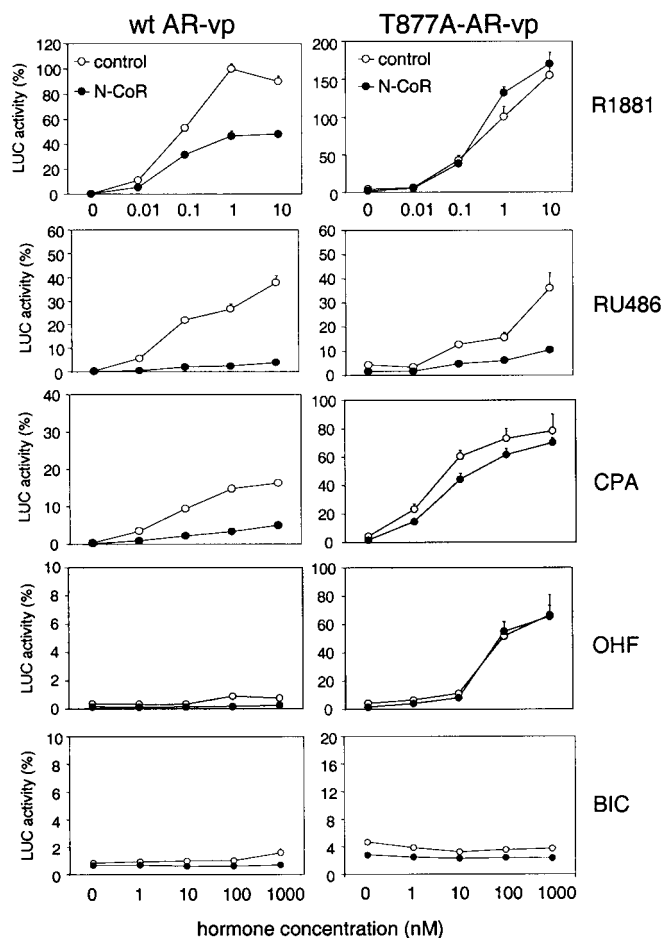 wt AR-vp
T877A-AR-vp
LUC activity (%)
120
100
80
60
40
20
0
control
N-CoR
0 0.01 0.1 1 10
200
150
100
50
0
control
N-CoR
0 0.01 0.1 1 10
R1881
LUC activity (%)
60
50
40
30
20
10
0
60
50
40
30
20
10
0
RU486
LUC activity (%)
40
30
20
10
0
100
80
60
40
20
0
CPA
LUC activity (%)
10
8
6
4
2
0
100
80
60
40
20
0
OHF
LUC activity (%)
10
8
6
4
2
0
0 1 10 100 1000
20
16
12
8
4
0
0 1 10 100 1000
BIC
hormone concentration (nM)